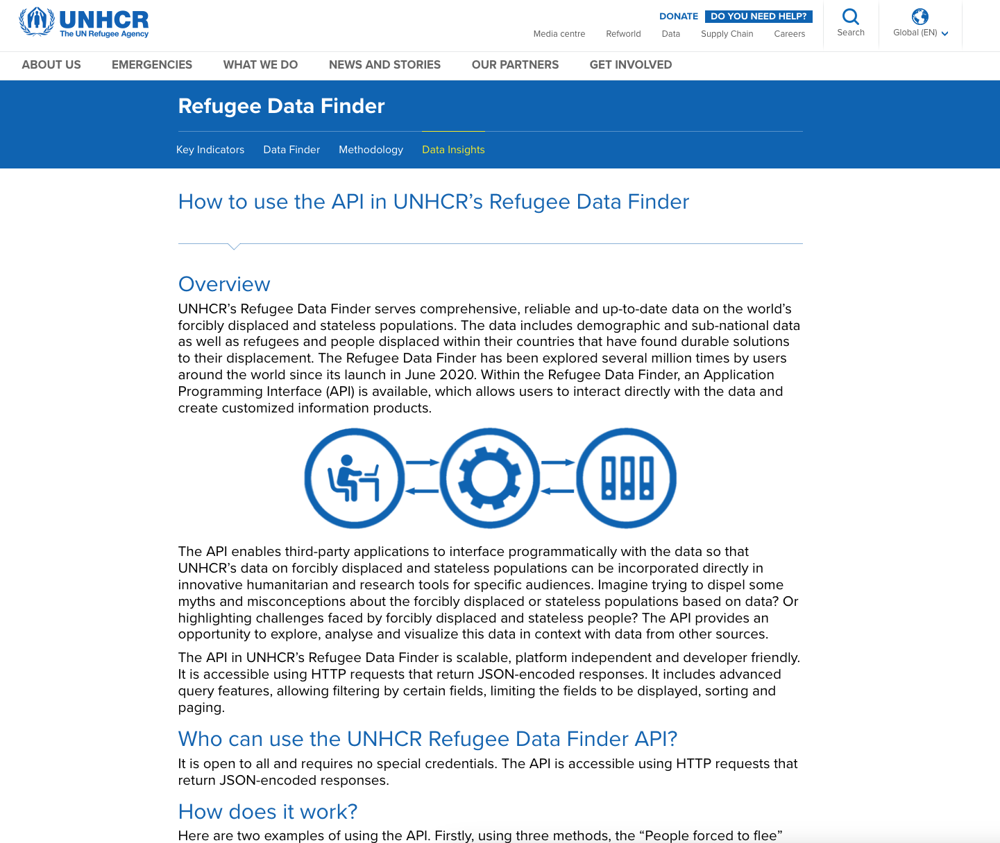 UNHCR
The UN Refugee Agency
DONATE DO YOU NEED HELP?
Media centre Refworld Data Supply Chain Careers
Search
Global (EN)
ABOUT US EMERGENCIES WHAT WE DO NEWS AND STORIES OUR PARTNERS GET INVOLVED
Refugee Data Finder
Key Indicators Data Finder Methodology Data Insights
How to use the API in UNHCR’s Refugee Data Finder
Overview
UNHCR’s Refugee Data Finder serves comprehensive, reliable and up-to-date data on the world’s
forcibly displaced and stateless populations. The data includes demographic and sub-national data
as well as refugees and people displaced within their countries that have found durable solutions
to their displacement. The Refugee Data Finder has been explored several million times by users
around the world since its launch in June 2020. Within the Refugee Data Finder, an Application
Programming Interface (API) is available, which allows users to interact directly with the data and
create customized information products.
The API enables third-party applications to interface programmatically with the data so that
UNHCR’s data on forcibly displaced and stateless populations can be incorporated directly in
innovative humanitarian and research tools for specific audiences. Imagine trying to dispel some
myths and misconceptions about the forcibly displaced or stateless populations based on data? Or
highlighting challenges faced by forcibly displaced and stateless people? The API provides an
opportunity to explore, analyse and visualize this data in context with data from other sources.
The API in UNHCR’s Refugee Data Finder is scalable, platform independent and developer friendly.
It is accessible using HTTP requests that return JSON-encoded responses. It includes advanced
query features, allowing filtering by certain fields, limiting the fields to be displayed, sorting and
paging.
Who can use the UNHCR Refugee Data Finder API?
It is open to all and requires no special credentials. The API is accessible using HTTP requests that
return JSON-encoded responses.
How does it work?
Here are two examples of using the API. Firstly, using three methods, the “People forced to flee”